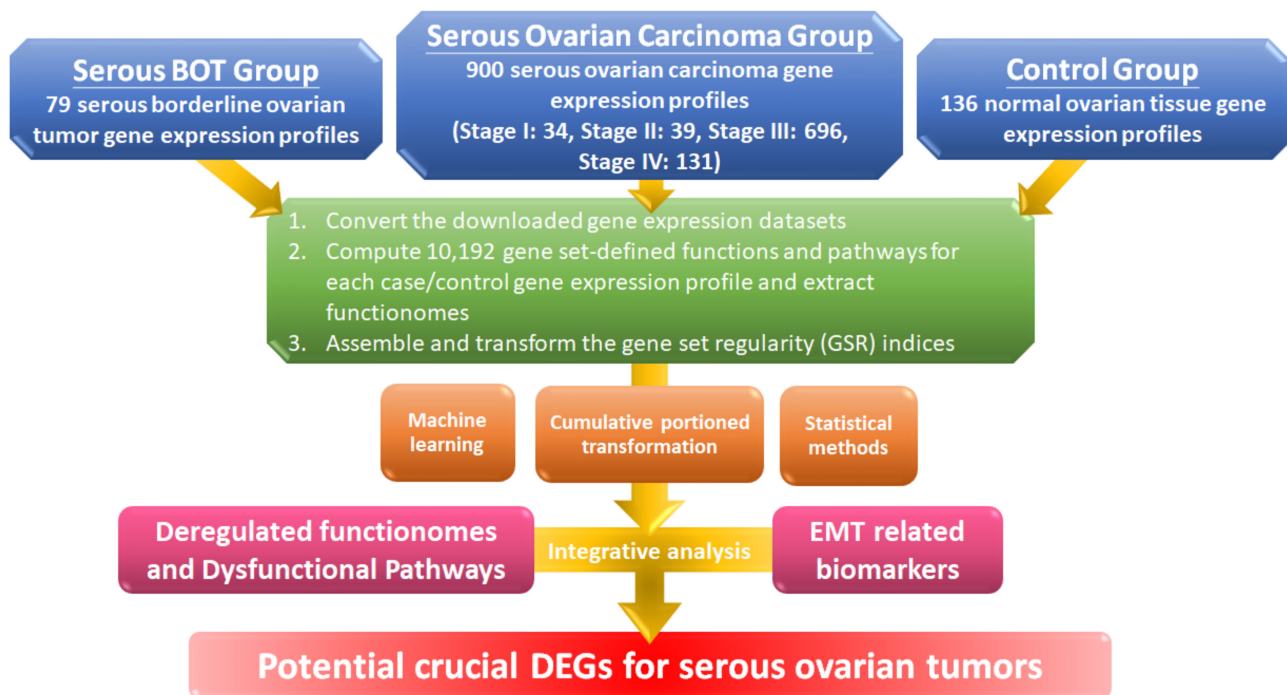 Serous BOT Group
79 serous borderline ovarian
tumor gene expression profiles
Serous Ovarian Carcinoma Group
900 serous ovarian carcinoma gene
expression profiles
(Stage I: 34, Stage II: 39, Stage III: 696,
Stage IV: 131)
Control Group
136 normal ovarian tissue gene
expression profiles
1. Convert the downloaded gene expression datasets
2. Compute 10,192 gene set-defined functions and pathways for
each case/control gene expression profile and extract
functionomes
3. Assemble and transform the gene set regularity (GSR) indices
Machine
learning
Cumulative portioned
transformation
Statistical
methods
Deregulated functionomes
and Dysfunctional Pathways
Integrative analysis
EMT related
biomarkers
Potential crucial DEGs for serous ovarian tumors